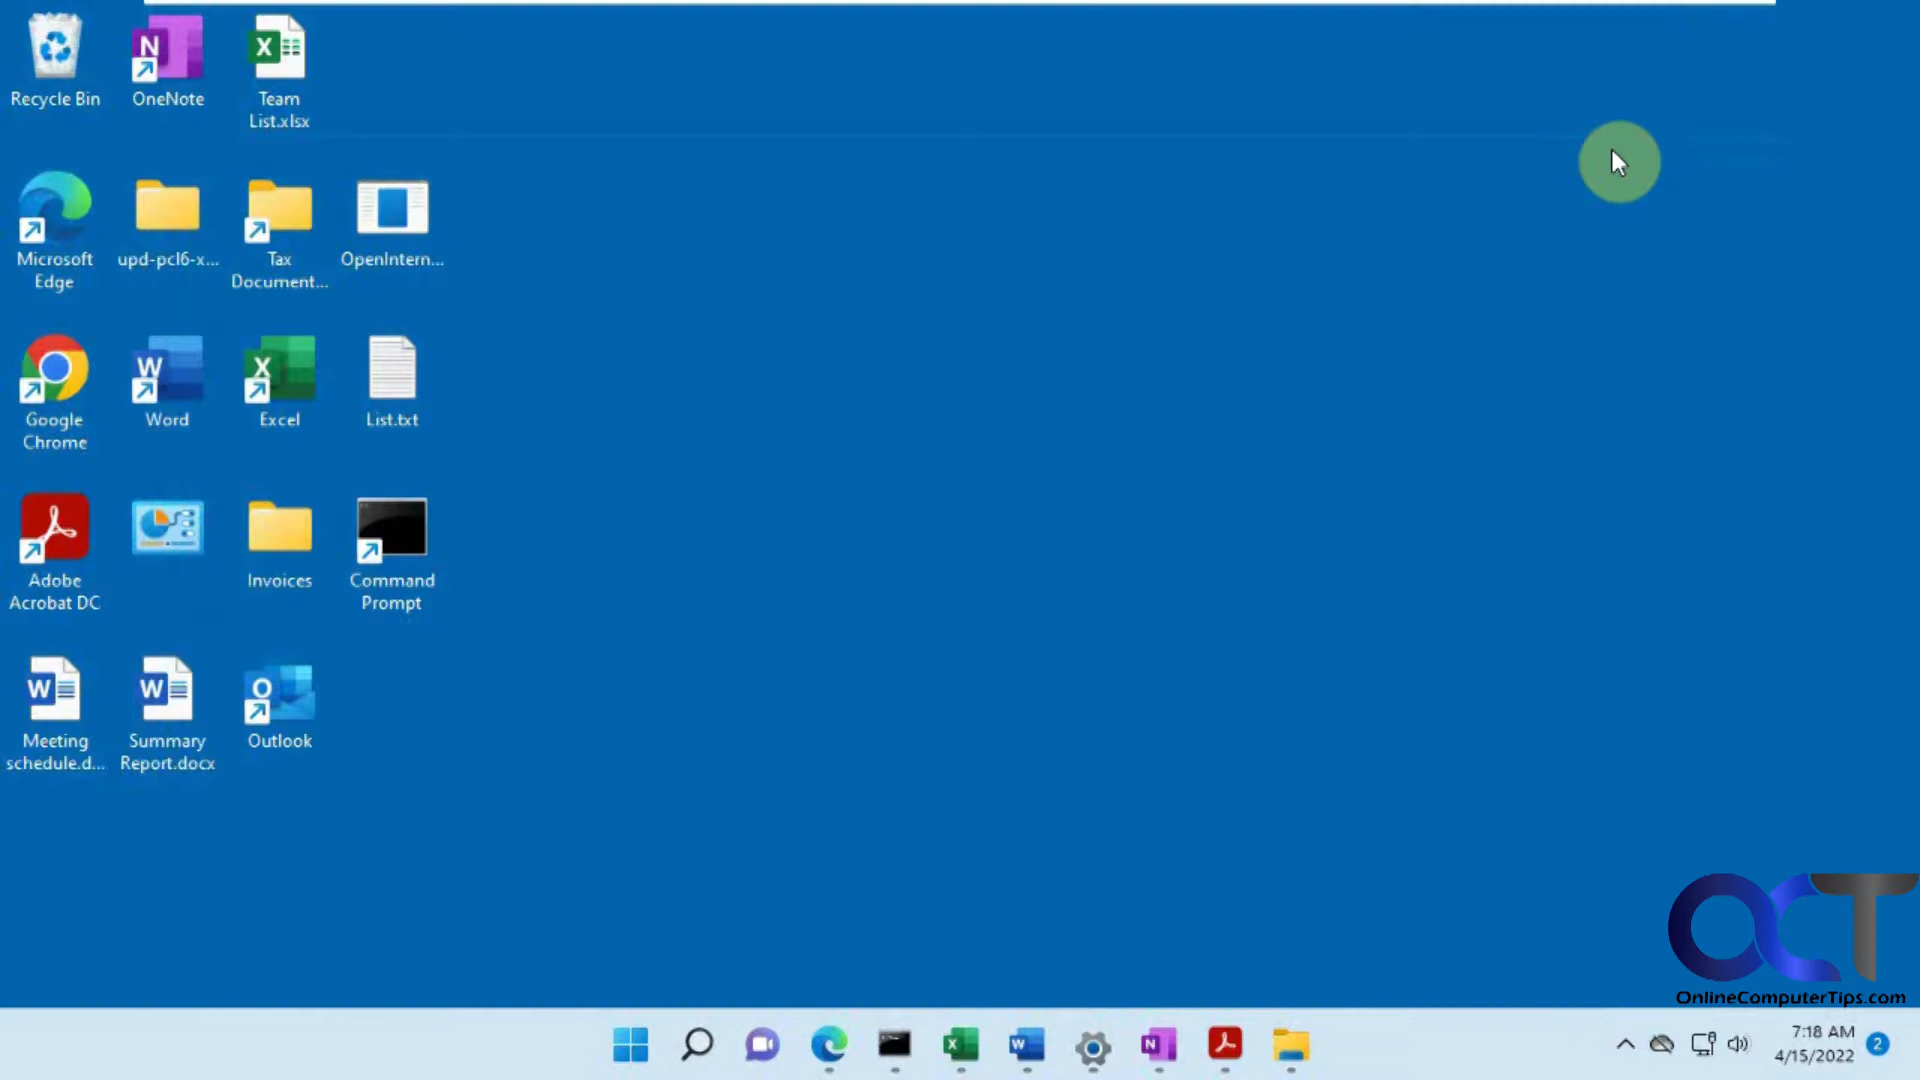 Recycle Bin
OneNote
Team
List.xlsx
Microsoft
Edge
upd-pcl6-x...
Tax
Document...
OpenIntern...
Google
Chrome
Word
Excel
List.txt
Adobe
Acrobat DC
Invoices
Command
Prompt
Meeting
schedule.d...
Summary
Report.docx
Outlook
OCT
OnlineComputerTips.com
7:18 AM
4/15/2022
2